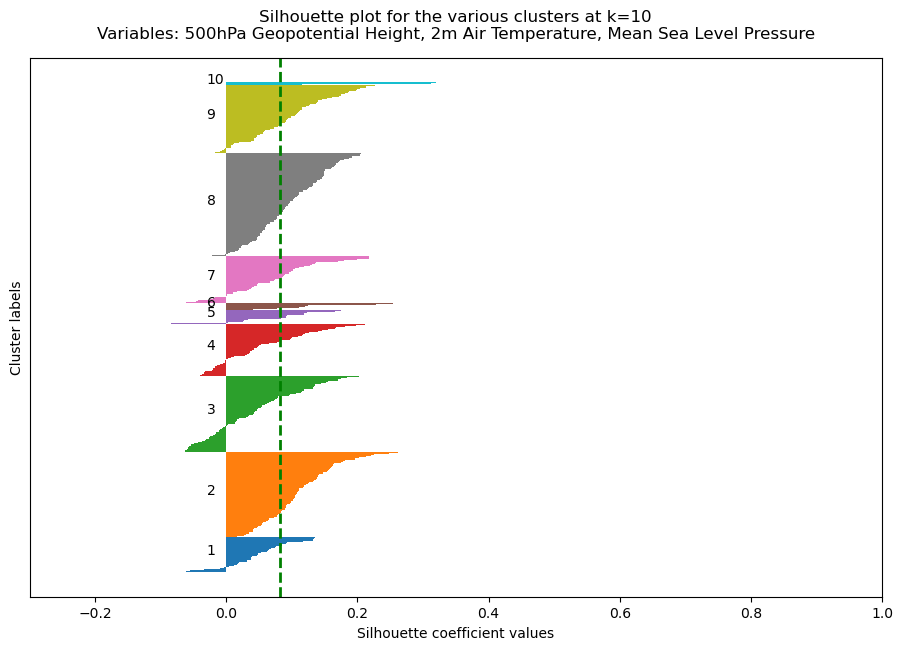 Silhouette plot for the various clusters at k=10
Variables: 500hPa Geopotential Height, 2m Air Temperature, Mean Sea Level Pressure
Cluster labels
10
9
8
7
6
5
4
3
2
1
−0.2 0.0 0.2 0.4 0.6 0.8 1.0
Silhouette coefficient values